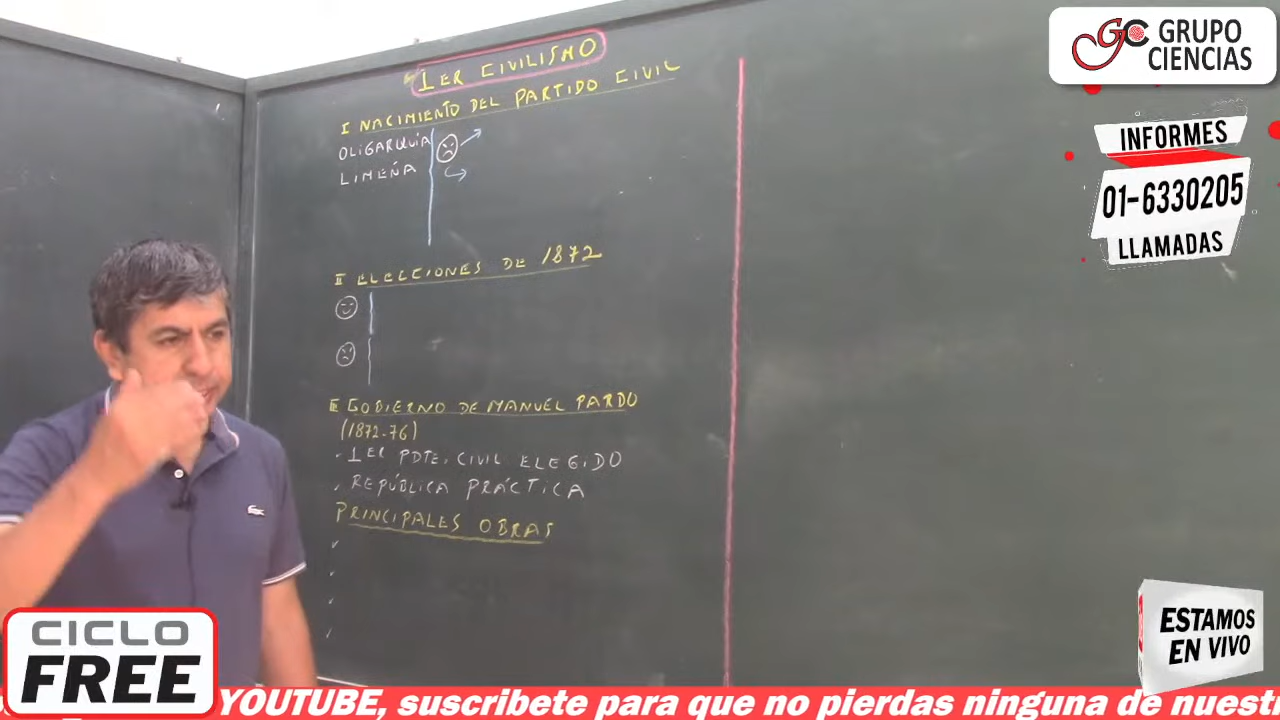 1ER CIVILISMO
I NACIMIENTO DEL PARTIDO CIVIL
OLIGARQUÍA
LIMEÑA
II ELECCIONES DE 1872
III GOBIERNO DE MANUEL PARDO
(1872-76)
1ER PDTE. CIVIL ELEGIDO
REPÚBLICA PRÁCTICA
PRINCIPALES OBRAS
GC GRUPO
CIENCIAS
INFORMES
01-6330205
LLAMADAS
ESTAMOS
EN VIVO
CICLO
FREE
YOUTUBE, suscribete para que no pierdas ninguna de nuest